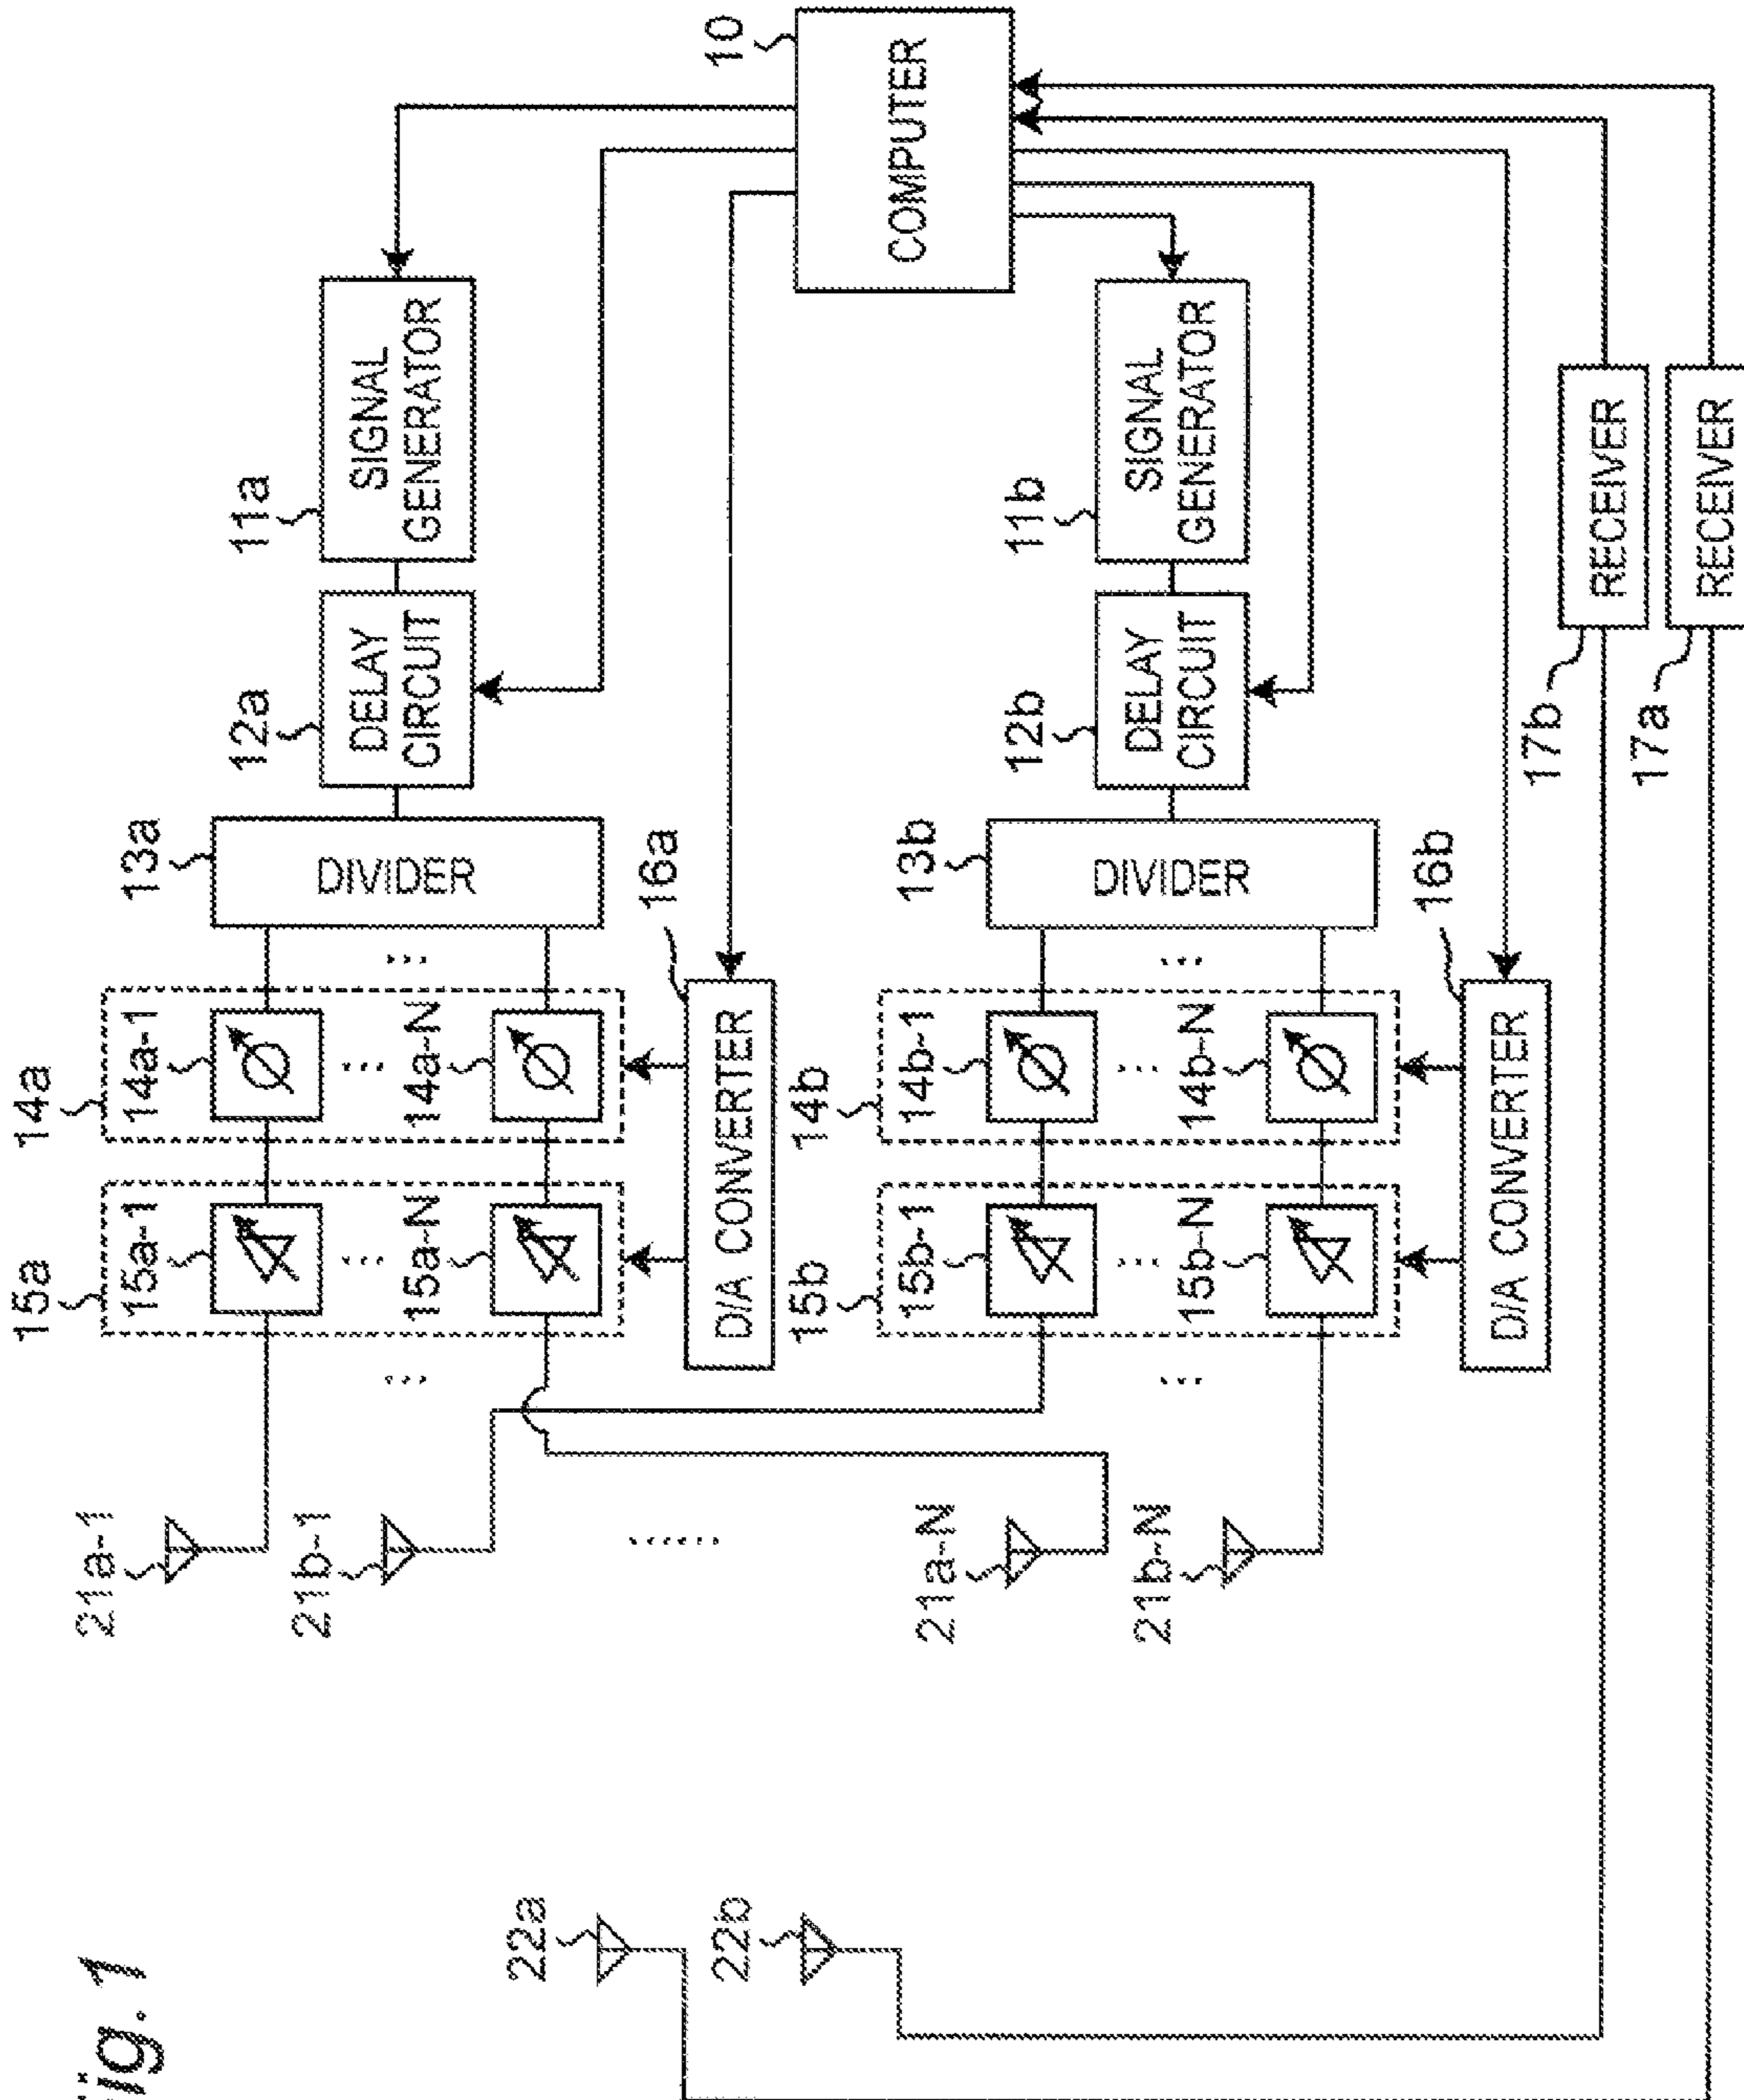 Fig. 1
22a
22b
21a-1
21b-1
21a-N
21b-N
15a
15a-1
15a-N
14a
14a-1
14a-N
13a
DIVIDER
12a
DELAY
CIRCUIT
11a
SIGNAL
GENERATOR
10
COMPUTER
16a
D/A CONVERTER
15b
15b-1
15b-N
14b
14b-1
14b-N
13b
DIVIDER
12b
DELAY
CIRCUIT
11b
SIGNAL
GENERATOR
16b
D/A CONVERTER
17b
RECEIVER
17a
RECEIVER